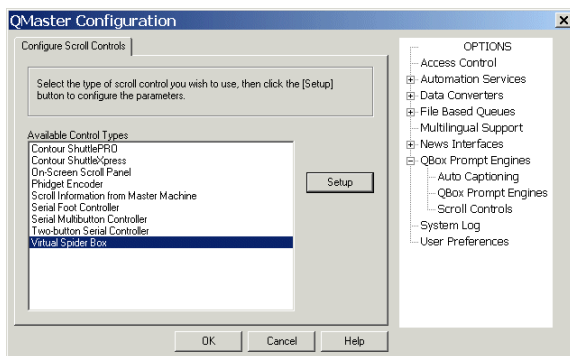 QMaster Configuration
Configure Scroll Controls
Select the type of scroll control you wish to use, then click the [Setup]
button to configure the parameters.
Available Control Types
Contour ShuttlePRO
Contour ShuttleXpress
On-Screen Scroll Panel
Phidget Encoder
Scroll Information from Master Machine
Serial Foot Controller
Serial Multibutton Controller
Two-button Serial Controller
Virtual Spider Box
Setup
OK
Cancel
Help
OPTIONS
Access Control
Automation Services
Data Converters
File Based Queues
Multilingual Support
News Interfaces
QBox Prompt Engines
Auto Captioning
QBox Prompt Engines
Scroll Controls
System Log
User Preferences